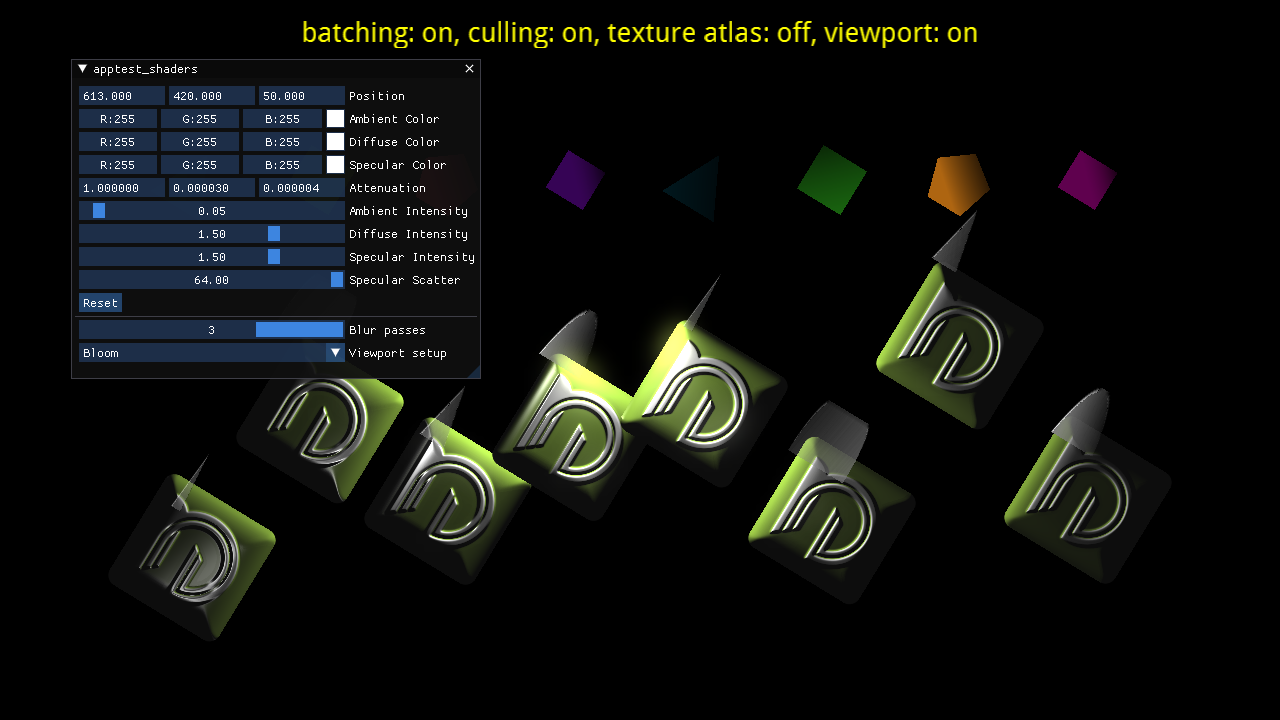 batching: on, culling: on, texture atlas: off, viewport: on
apptest_shaders
613.000 420.000 50.000 Position
R:255 G:255 B:255 Ambient Color
R:255 G:255 B:255 Diffuse Color
R:255 G:255 B:255 Specular Color
1.000000 0.000030 0.000004 Attenuation
0.05 Ambient Intensity
1.50 Diffuse Intensity
1.50 Specular Intensity
64.00 Specular Scatter
Reset
3 Blur passes
Bloom Viewport setup